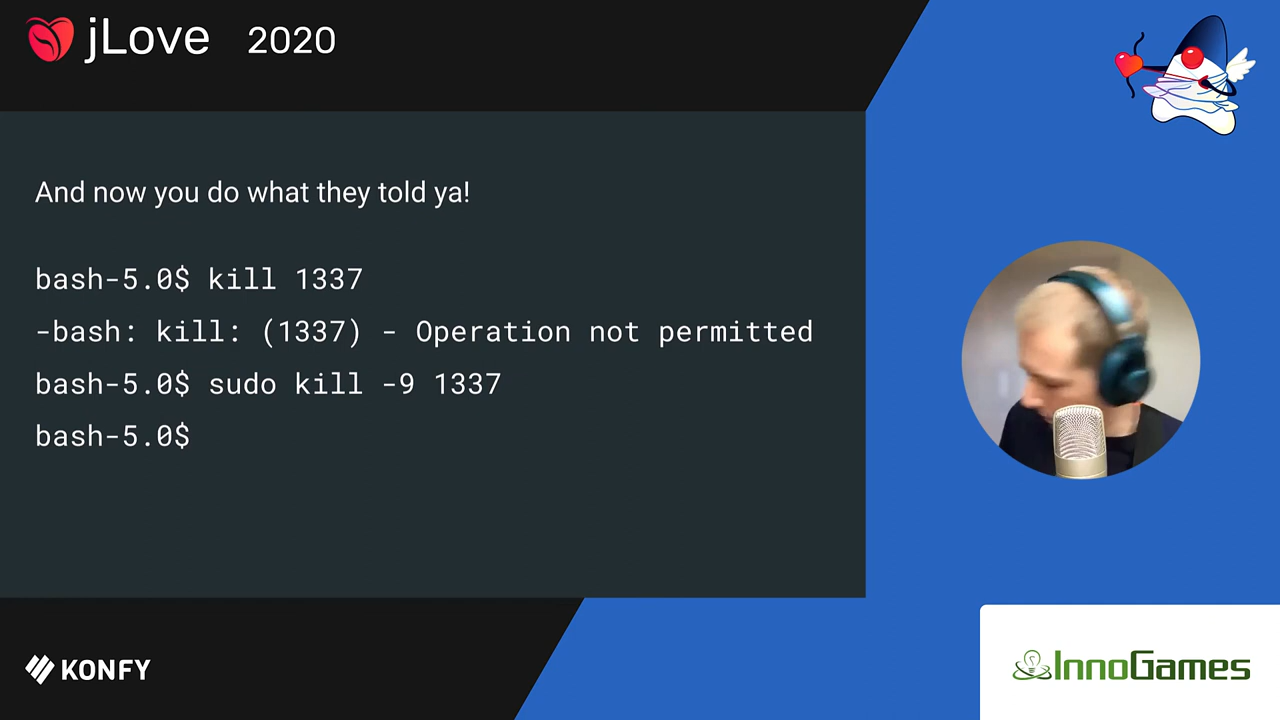 jLove 2020
And now you do what they told ya!
bash-5.0$ kill 1337
-bash: kill: (1337) - Operation not permitted
bash-5.0$ sudo kill -9 1337
bash-5.0$
KONFY
InnoGames